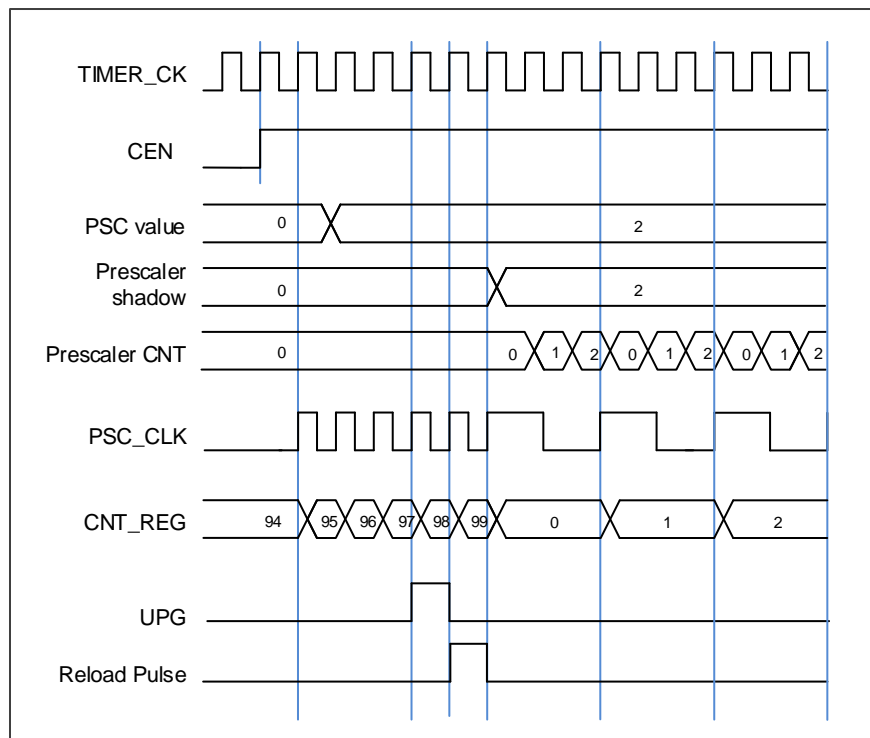 TIMER_CK
CEN
PSC value 0 2
Prescaler
shadow 0 2
Prescaler CNT 0 0 1 2 0 1 2 0 1 2
PSC_CLK
CNT_REG 94 95 96 97 98 99 0 1 2
UPG
Reload Pulse